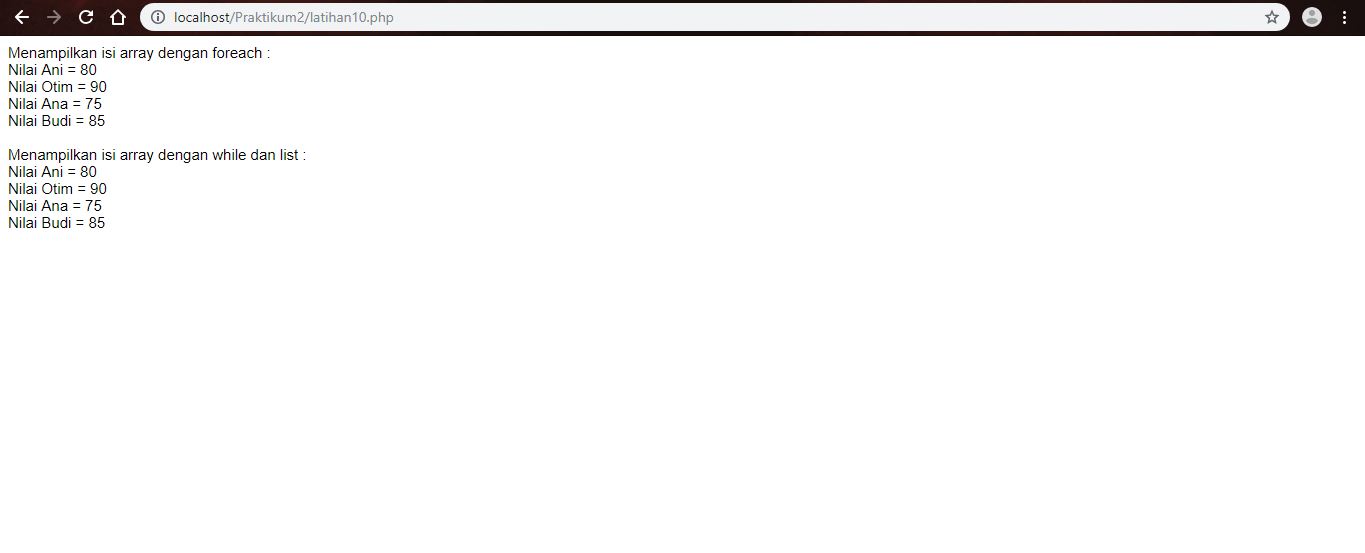 localhost/Praktikum2/latihan10.php
Menampilkan isi array dengan foreach :
Nilai Ani = 80
Nilai Otim = 90
Nilai Ana = 75
Nilai Budi = 85
Menampilkan isi array dengan while dan list :
Nilai Ani = 80
Nilai Otim = 90
Nilai Ana = 75
Nilai Budi = 85